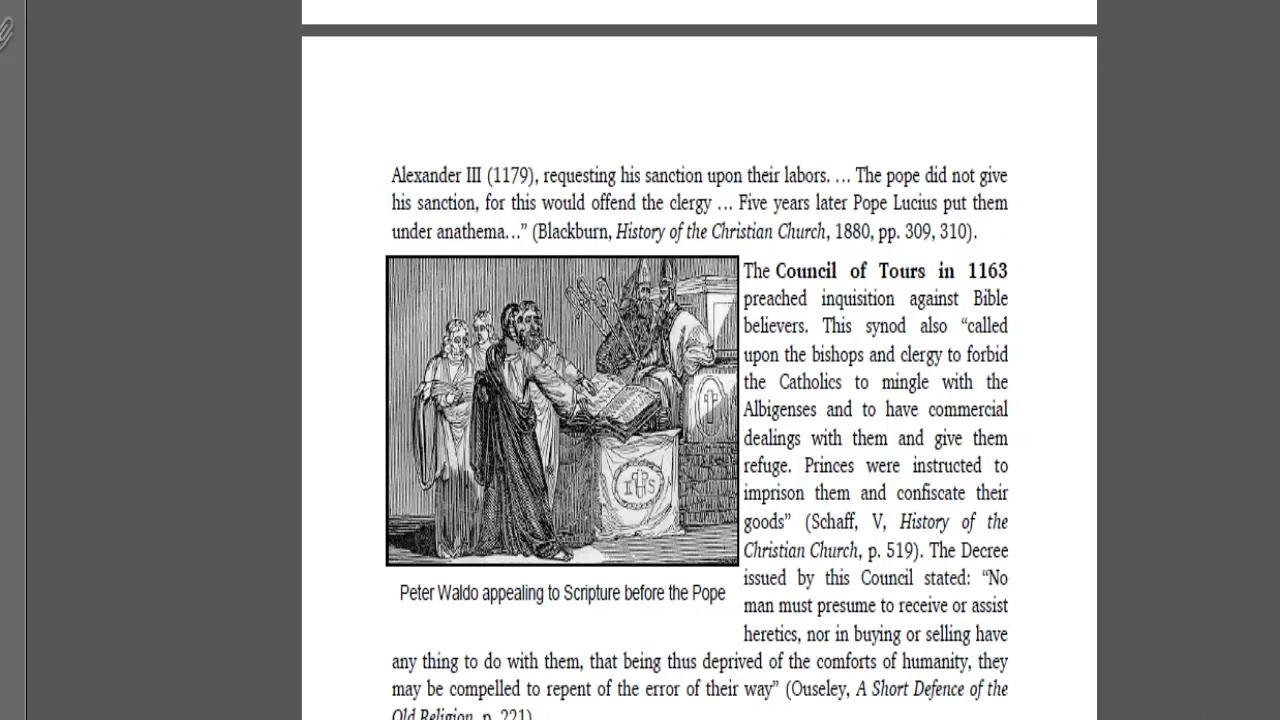 Alexander III (1179), requesting his sanction upon their labors. … The pope did not give
his sanction, for this would offend the clergy … Five years later Pope Lucius put them
under anathema…” (Blackburn, History of the Christian Church, 1880, pp. 309, 310).
The Council of Tours in 1163
preached inquisition against Bible
believers. This synod also “called
upon the bishops and clergy to forbid
the Catholics to mingle with the
Albigenses and to have commercial
dealings with them and give them
refuge. Princes were instructed to
imprison them and confiscate their
goods” (Schaff, V, History of the
Christian Church, p. 519). The Decree
issued by this Council stated: “No
man must presume to receive or assist
heretics, nor in buying or selling have
any thing to do with them, that being thus deprived of the comforts of humanity, they
may be compelled to repent of the error of their way” (Ouseley, A Short Defence of the
Old Religion, p. 221).
IHS
Peter Waldo appealing to Scripture before the Pope